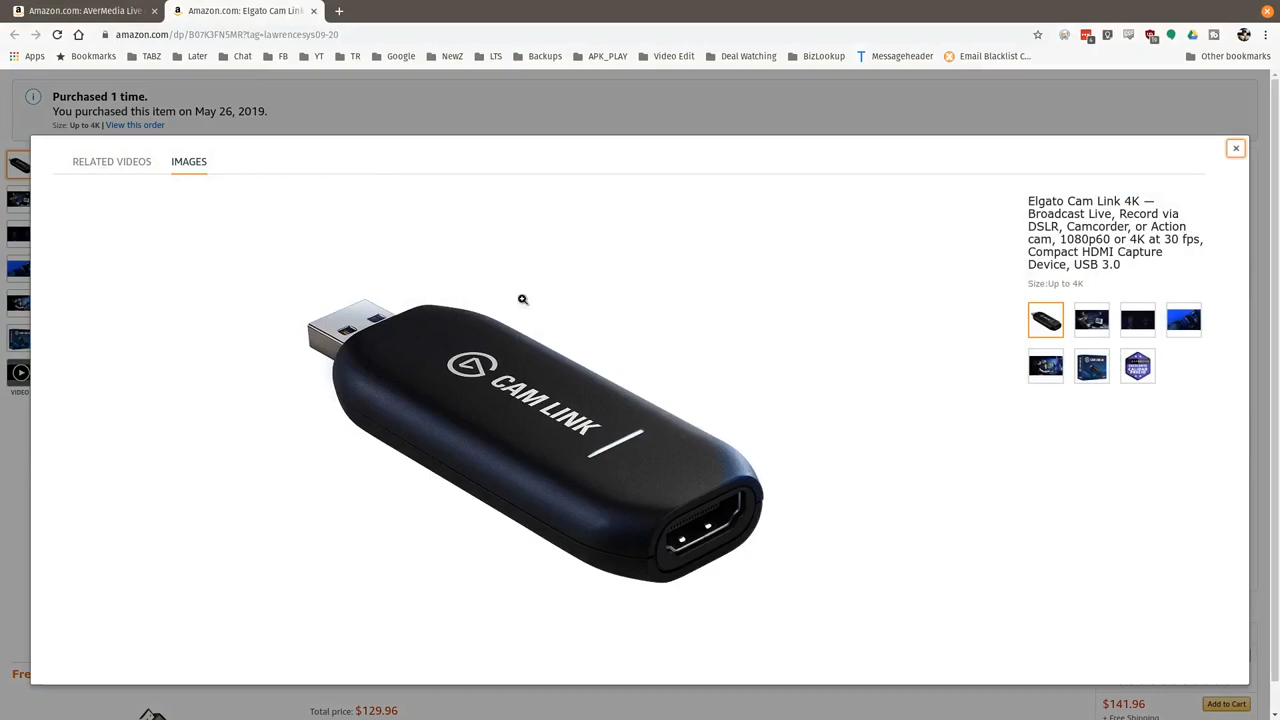 Amazon.com: AVerMedia Live
Amazon.com: Elgato Cam Link
amazon.com/dp/B07K3FN5MR?tag=lawrencesys09-20
Apps
Bookmarks
TABZ
Later
Chat
FB
YT
TR
Google
NewZ
LTS
Backups
APK_PLAY
Video Edit
Deal Watching
BizLookup
Messageheader
Email Blacklist C...
Other bookmarks
Purchased 1 time.
You purchased this item on May 26, 2019.
Size: Up to 4K | View this order
RELATED VIDEOS
IMAGES
Elgato Cam Link 4K —
Broadcast Live, Record via
DSLR, Camcorder, or Action
cam, 1080p60 or 4K at 30 fps,
Compact HDMI Capture
Device, USB 3.0
Size:Up to 4K
CAM LINK
VIDEO
Fre
Total price: $129.96
$141.96
+ Free Shipping
Add to Cart